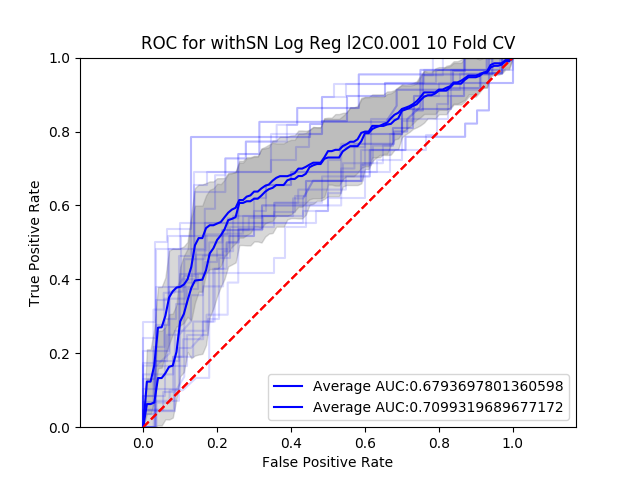 ROC for withSN Log Reg l2C0.001 10 Fold CV
1.0
0.8
0.6
0.4
0.2
0.0
True Positive Rate
Average AUC:0.6793697801360598
Average AUC:0.7099319689677172
0.0 0.2 0.4 0.6 0.8 1.0
False Positive Rate